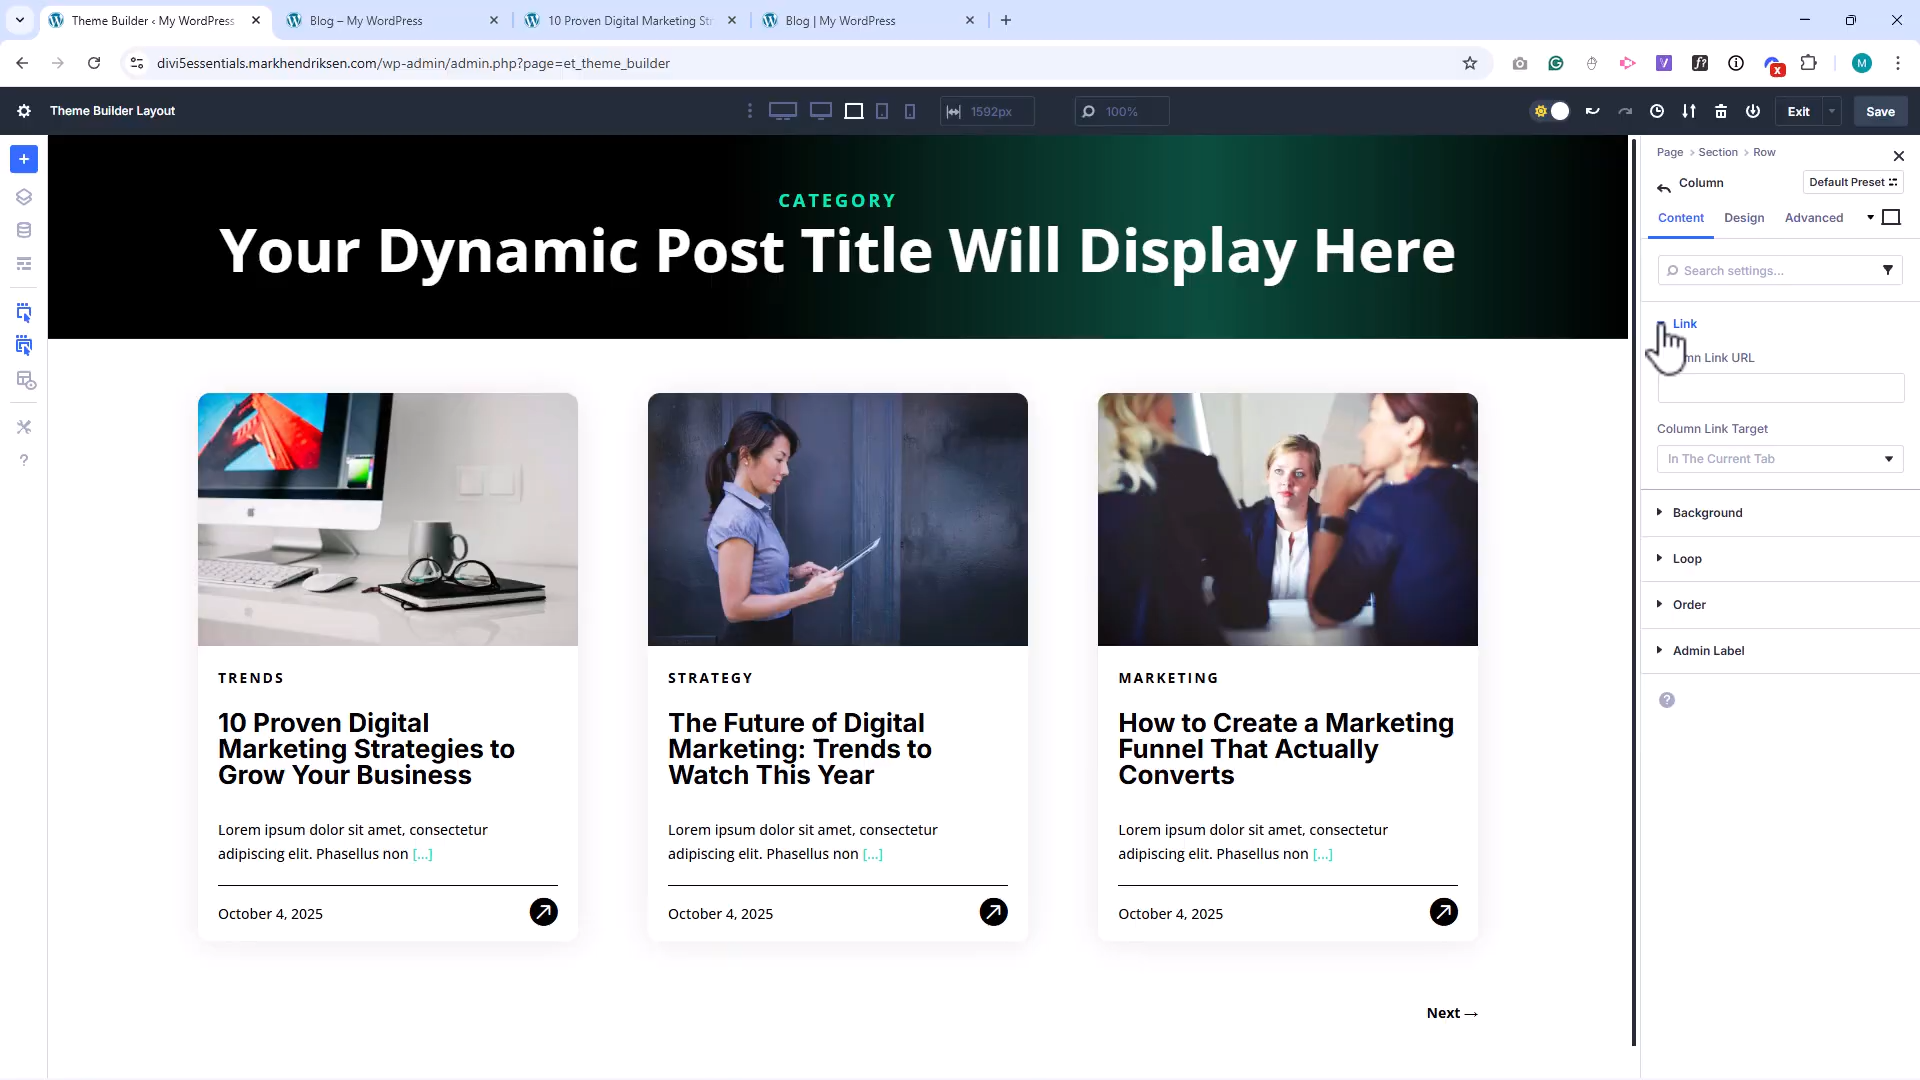 Theme Builder ‹ My WordPress
Blog – My WordPress
10 Proven Digital Marketing Str
Blog | My WordPress
divi5essentials.markhendriksen.com/wp-admin/admin.php?page=et_theme_builder
M
Theme Builder Layout
1592px
100%
Exit
Save
Page > Section > Row
Column
Default Preset
Content
Design
Advanced
Search settings...
Link
mn Link URL
Column Link Target
In The Current Tab
Background
Loop
Order
Admin Label
CATEGORY
Your Dynamic Post Title Will Display Here
TRENDS
10 Proven Digital
Marketing Strategies to
Grow Your Business
Lorem ipsum dolor sit amet, consectetur
adipiscing elit. Phasellus non [...]
October 4, 2025
STRATEGY
The Future of Digital
Marketing: Trends to
Watch This Year
Lorem ipsum dolor sit amet, consectetur
adipiscing elit. Phasellus non [...]
October 4, 2025
MARKETING
How to Create a Marketing
Funnel That Actually
Converts
Lorem ipsum dolor sit amet, consectetur
adipiscing elit. Phasellus non [...]
October 4, 2025
Next →